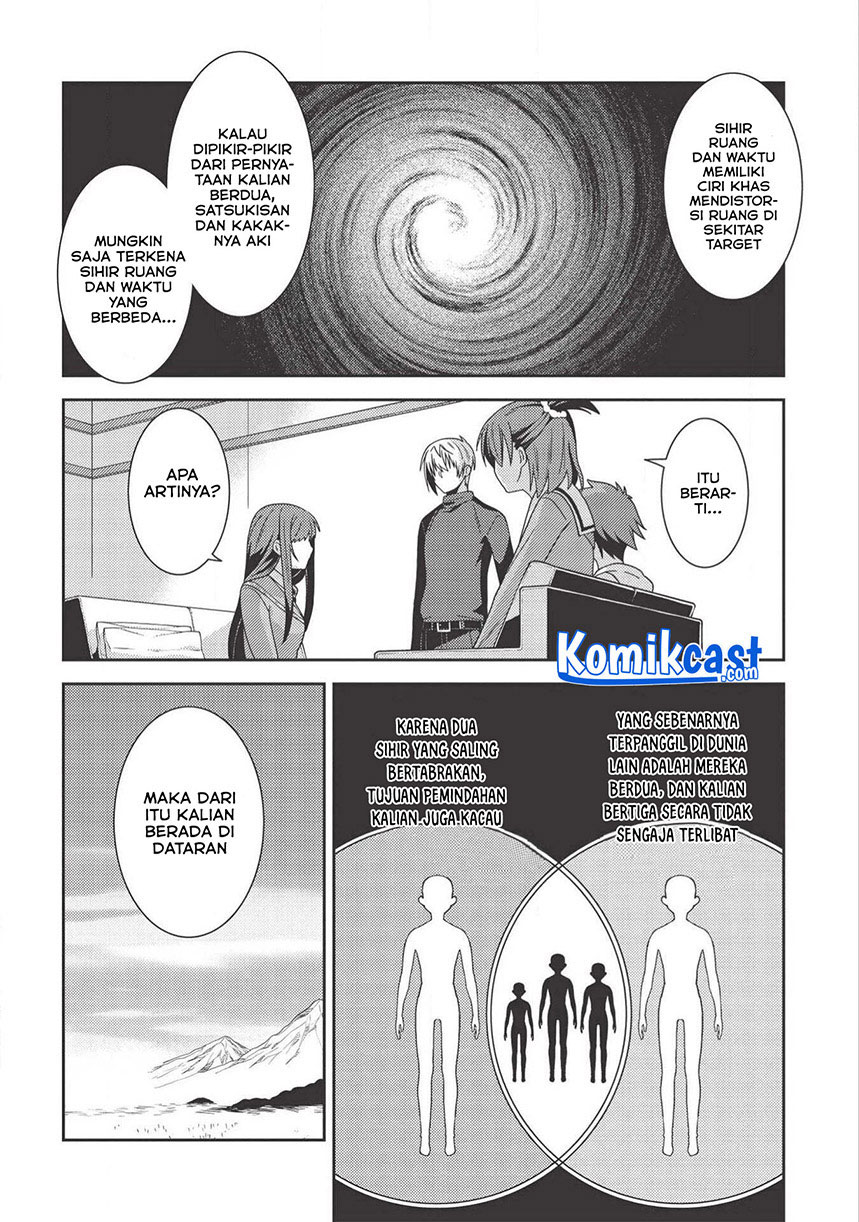 SIHIR
RUANG
DAN WAKTU
MEMILIKI
CIRI KHAS
MENDISTOR-
SI RUANG DI
SEKITAR
TARGET
KALAU
DIPIKIR-PIKIR
DARI PERNYA-
TAAN KALIAN
BERDUA,
SATSUKISAN
DAN KAKAK-
NYA AKI
MUNGKIN
SAJA TERKENA
SIHIR RUANG
DAN WAKTU
YANG
BERBEDA...
ITU
BERAR-
TI...
APA
ARTINYA?
Komikcast
.com
YANG SEBENARNYA
TERPANGGIL DI DUNIA
LAIN ADALAH MEREKA
BERDUA, DAN KALIAN
BERTIGA SECARA TIDAK
SENGAJA TERLIBAT
KARENA DUA
SIHIR YANG SALING
BERTABRAKAN,
TUJUAN PEMINDAHAN
KALIAN JUGA KACAU
MAKA DARI
ITU KALIAN
BERADA DI
DATARAN